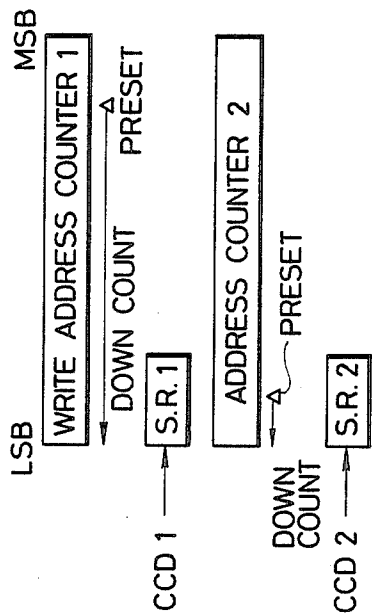 LSB
MSB
WRITE ADDRESS COUNTER 1
DOWN COUNT
PRESET
CCD 1
S.R. 1
ADDRESS COUNTER 2
PRESET
DOWN
COUNT
CCD 2
S.R. 2